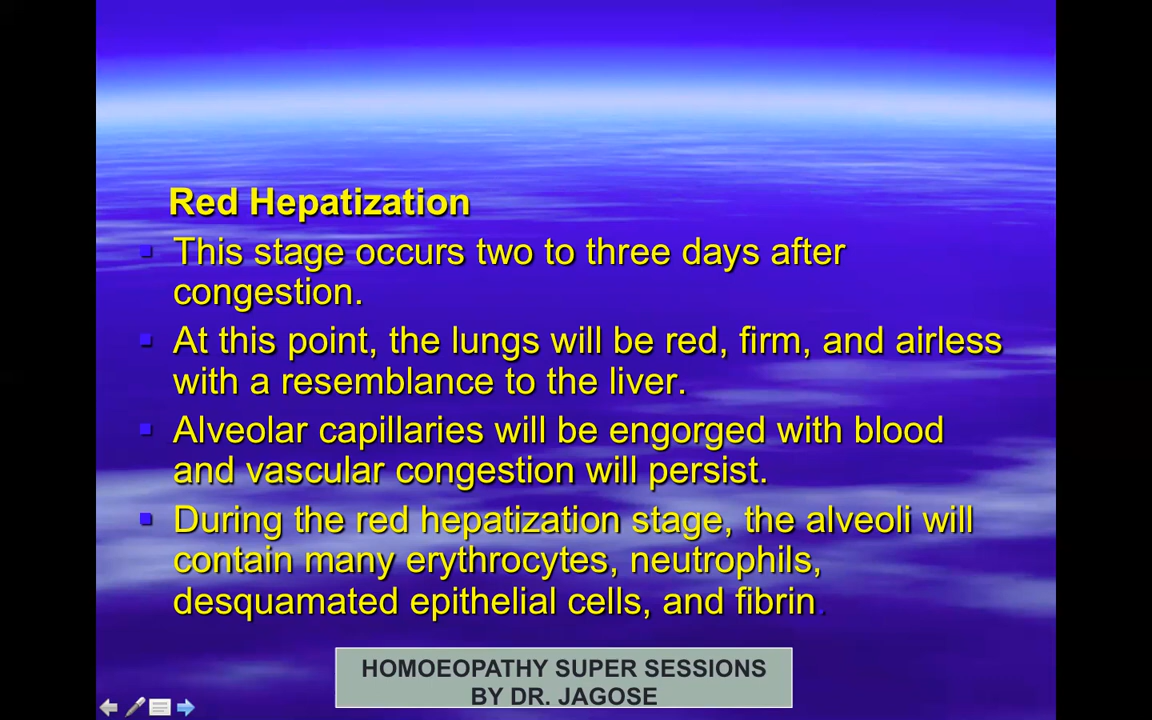 Red Hepatization
This stage occurs two to three days after
congestion.
At this point, the lungs will be red, firm, and airless
with a resemblance to the liver.
Alveolar capillaries will be engorged with blood
and vascular congestion will persist.
During the red hepatization stage, the alveoli will
contain many erythrocytes, neutrophils,
desquamated epithelial cells, and fibrin.
HOMOEOPATHY SUPER SESSIONS
BY DR. JAGOSE